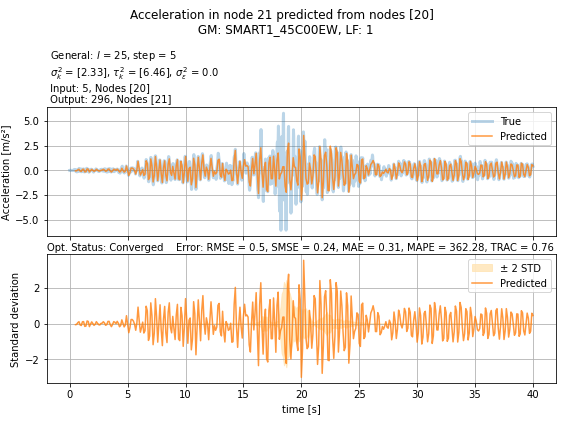 Acceleration in node 21 predicted from nodes [20]
GM: SMART1_45C00EW, LF: 1
General: l = 25, step = 5
σ²ₖ = [2.33], τ²ₖ = [6.46], σ²ε = 0.0
Input: 5, Nodes [20]
Output: 296, Nodes [21]
Acceleration [m/s²]
5.0
2.5
0.0
−2.5
−5.0
True
Predicted
Opt. Status: Converged Error: RMSE = 0.5, SMSE = 0.24, MAE = 0.31, MAPE = 362.28, TRAC = 0.76
Standard deviation
2
0
−2
± 2 STD
Predicted
0 5 10 15 20 25 30 35 40
time [s]